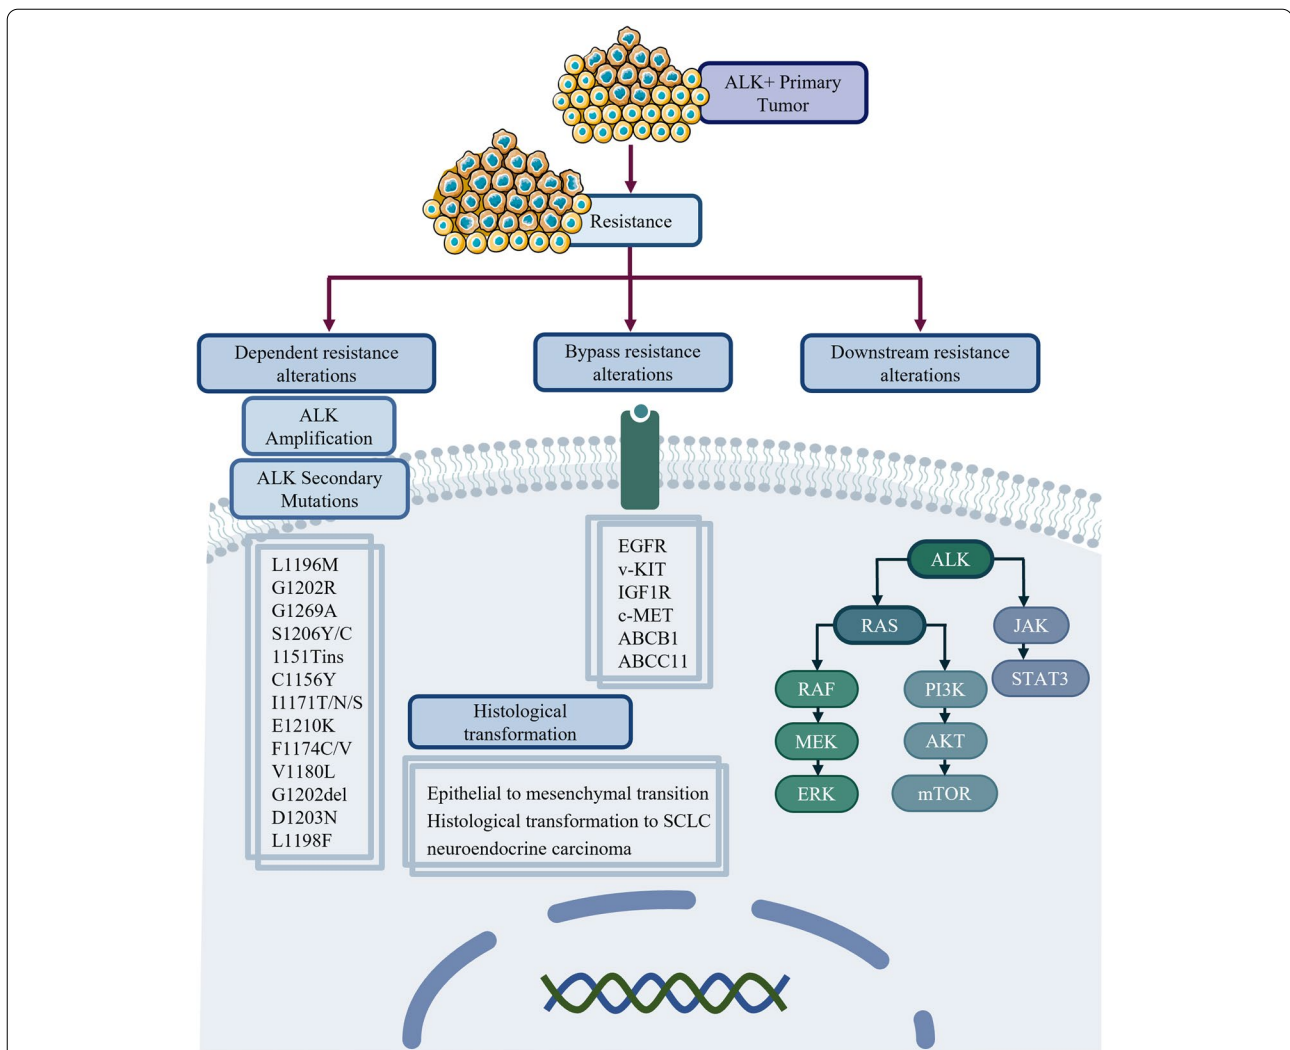 ALK+ Primary
Tumor
Resistance
Dependent resistance
alterations
Bypass resistance
alterations
Downstream resistance
alterations
ALK
Amplification
ALK Secondary
Mutations
L1196M
G1202R
G1269A
S1206Y/C
1151Tins
C1156Y
I1171T/N/S
E1210K
F1174C/V
V1180L
G1202del
D1203N
L1198F
EGFR
v-KIT
IGF1R
c-MET
ABCB1
ABCC11
Histological
transformation
Epithelial to mesenchymal transition
Histological transformation to SCLC
neuroendocrine carcinoma
ALK
RAS
JAK
STAT3
RAF
PI3K
MEK
AKT
ERK
mTOR